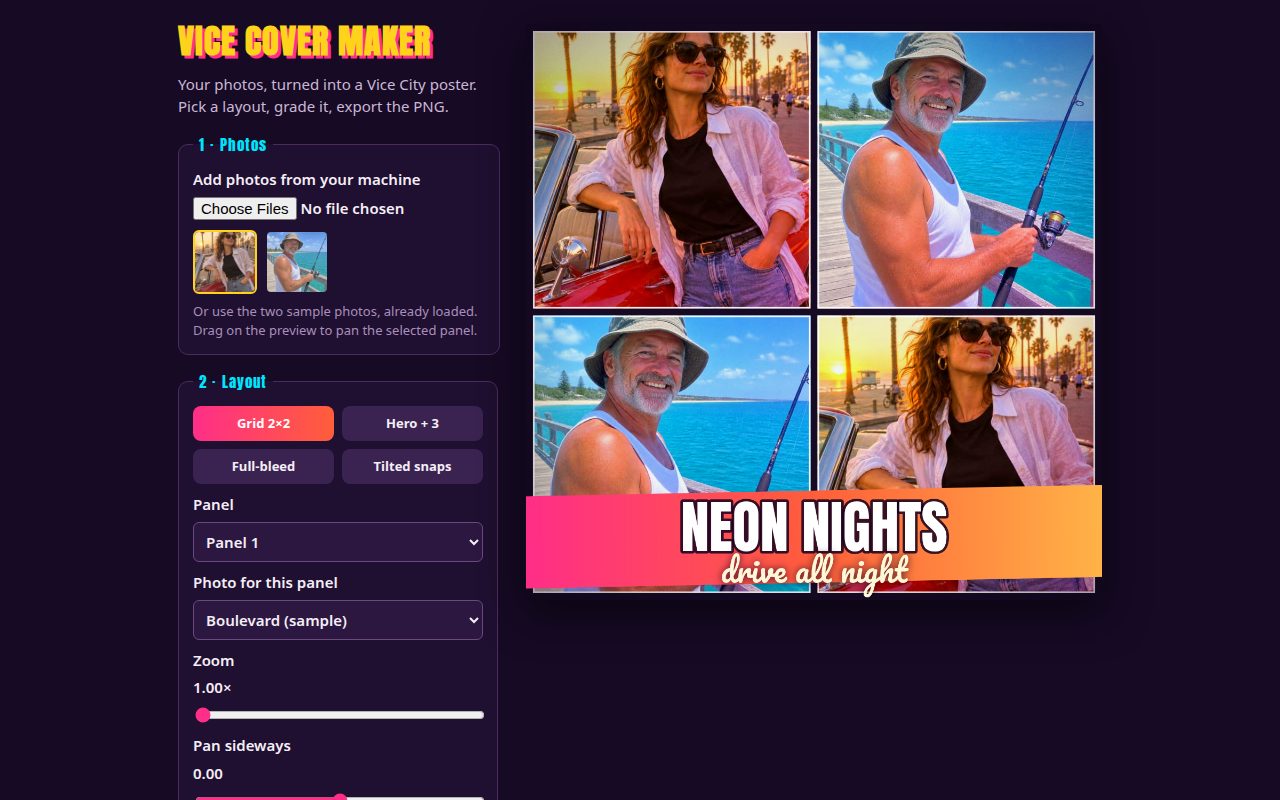 VICE COVER MAKER
Your photos, turned into a Vice City poster.
Pick a layout, grade it, export the PNG.
1 · Photos
Add photos from your machine
Choose Files No file chosen
Or use the two sample photos, already loaded.
Drag on the preview to pan the selected panel.
2 · Layout
Grid 2×2
Hero + 3
Full-bleed
Tilted snaps
Panel
Panel 1
Photo for this panel
Boulevard (sample)
Zoom
1.00×
Pan sideways
0.00
NEON NIGHTS
drive all night